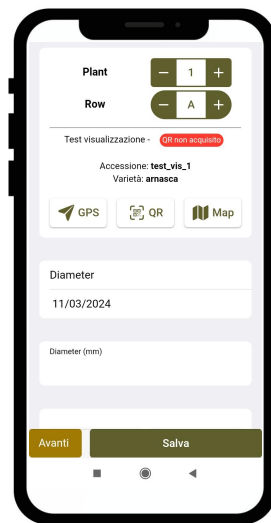 Plant - 1 +
Row - A +
Test visualizzazione - QR non acquisito
Accessione: test_vis_1
Varietà: arnasca
GPS QR Map
Diameter
11/03/2024
Diameter (mm)
Avanti Salva